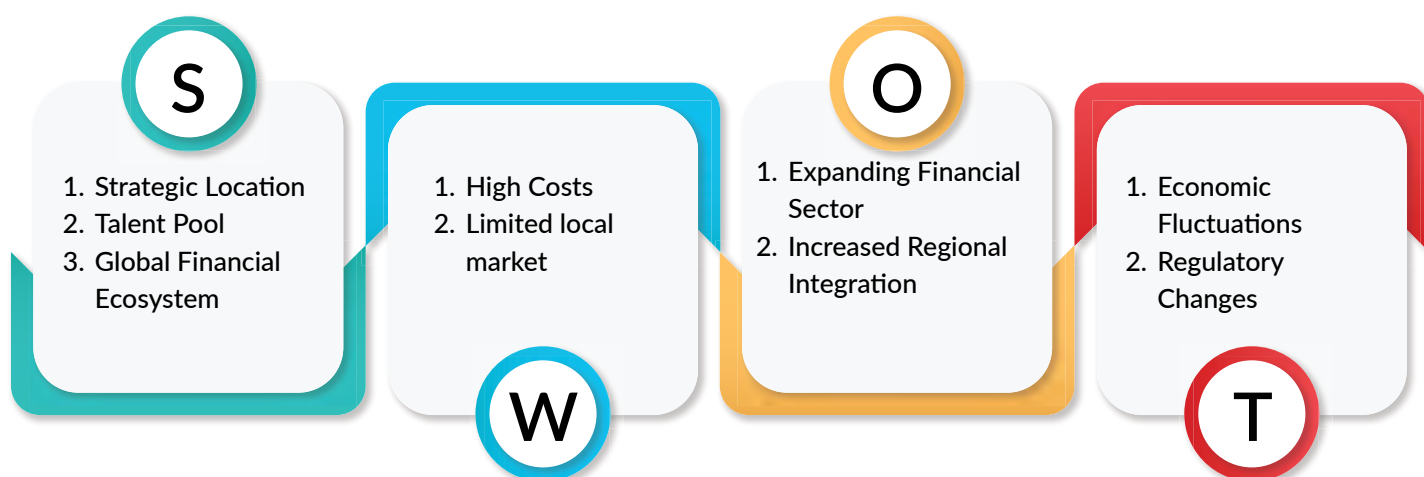 S
1. Strategic Location
2. Talent Pool
3. Global Financial
Ecosystem
1. High Costs
2. Limited local
market
W
O
1. Expanding Financial
Sector
2. Increased Regional
Integration
1. Economic
Fluctuations
2. Regulatory
Changes
T